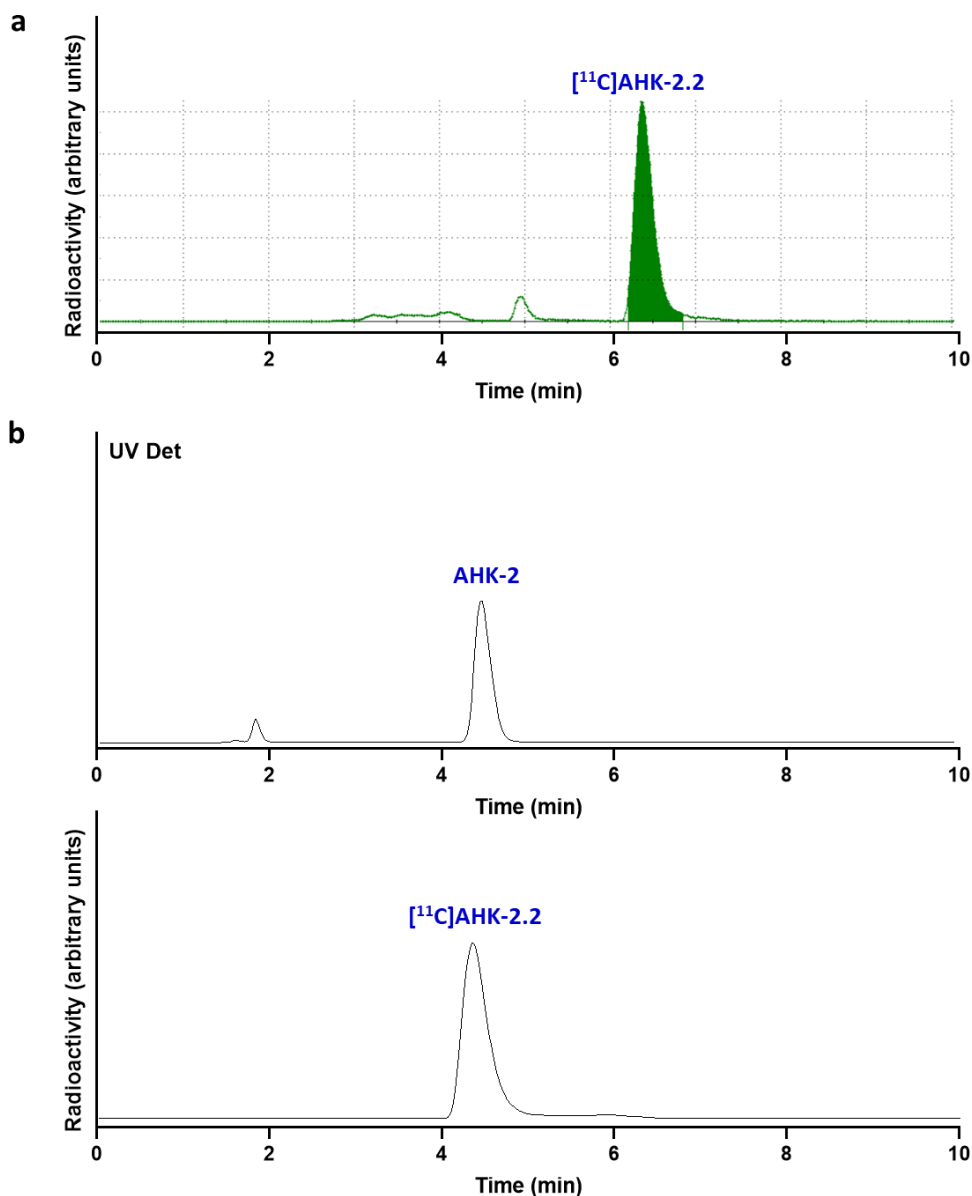 a
[¹¹C]AHK-2.2
Radioactivity (arbitrary units)
0 2 4 6 8 10
Time (min)
b
UV Det
AHK-2
0 2 4 6 8 10
Time (min)
[¹¹C]AHK-2.2
Radioactivity (arbitrary units)
0 2 4 6 8 10
Time (min)